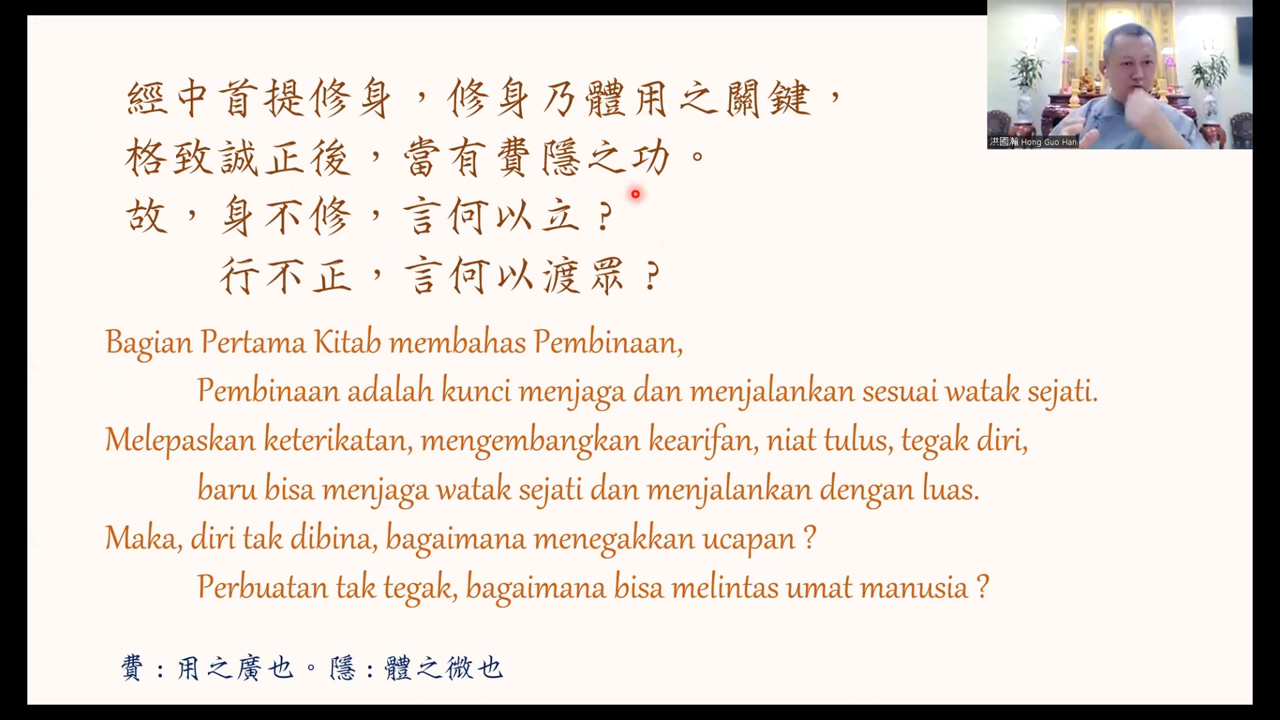 經中首提修身，修身乃體用之關鍵，
格致誠正後，當有費隱之功。
故，身不修，言何以立？
行不正，言何以渡眾？
Bagian Pertama Kitab membahas Pembinaan,
Pembinaan adalah kunci menjaga dan menjalankan sesuai watak sejati.
Melepaskan keterikatan, mengembangkan kearifan, niat tulus, tegak diri,
baru bisa menjaga watak sejati dan menjalankan dengan luas.
Maka, diri tak dibina, bagaimana menegakkan ucapan ?
Perbuatan tak tegak, bagaimana bisa melintas umat manusia ?
費：用之廣也。隱：體之微也
洪國瀚 Hong Guo Han